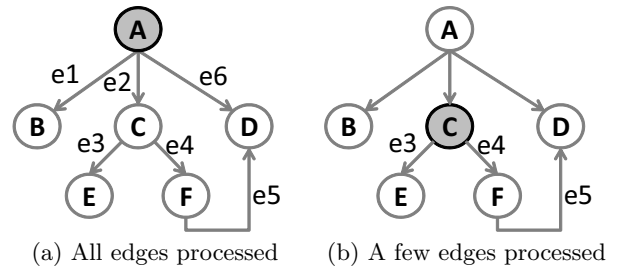 A
A
e1
e2
e6
B
C
D
B
C
D
e3
e4
e3
e4
E
F
e5
E
F
e5
(a) All edges processed
(b) A few edges processed